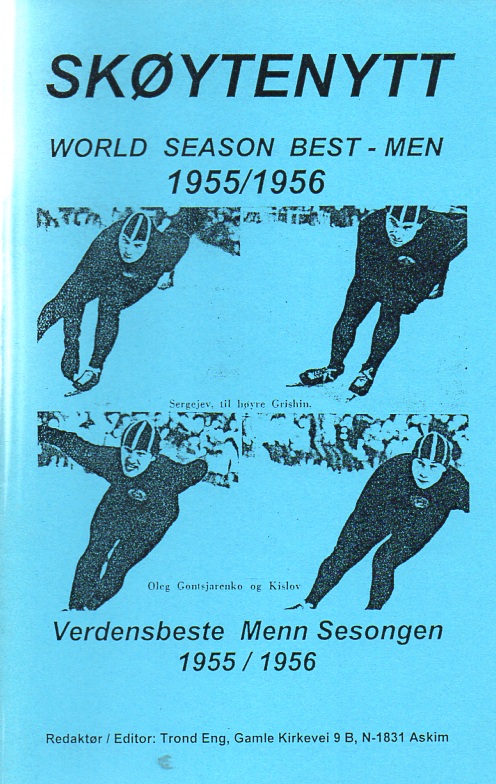 SKØYTENYTT
WORLD SEASON BEST - MEN
1955/1956
Sergejev, til høyre Grishin.
Oleg Gontsjarenko og Kislov
Verdensbeste Menn Sesongen
1955 / 1956
Redaktør / Editor: Trond Eng, Gamle Kirkevei 9 B, N-1831 Askim